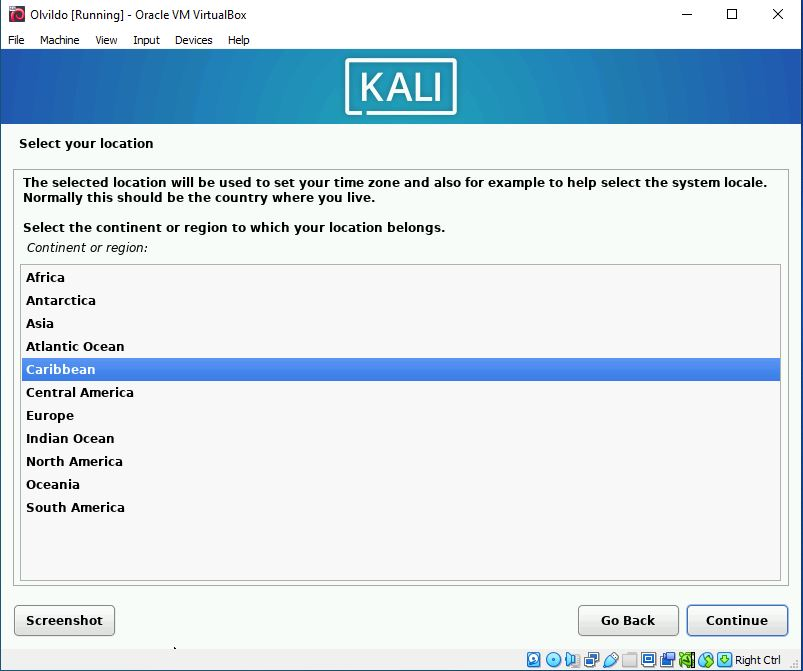 Olvildo [Running] - Oracle VM VirtualBox
File Machine View Input Devices Help
KALI
Select your location
The selected location will be used to set your time zone and also for example to help select the system locale.
Normally this should be the country where you live.
Select the continent or region to which your location belongs.
Continent or region:
Africa
Antarctica
Asia
Atlantic Ocean
Caribbean
Central America
Europe
Indian Ocean
North America
Oceania
South America
Screenshot Go Back Continue
Right Ctrl